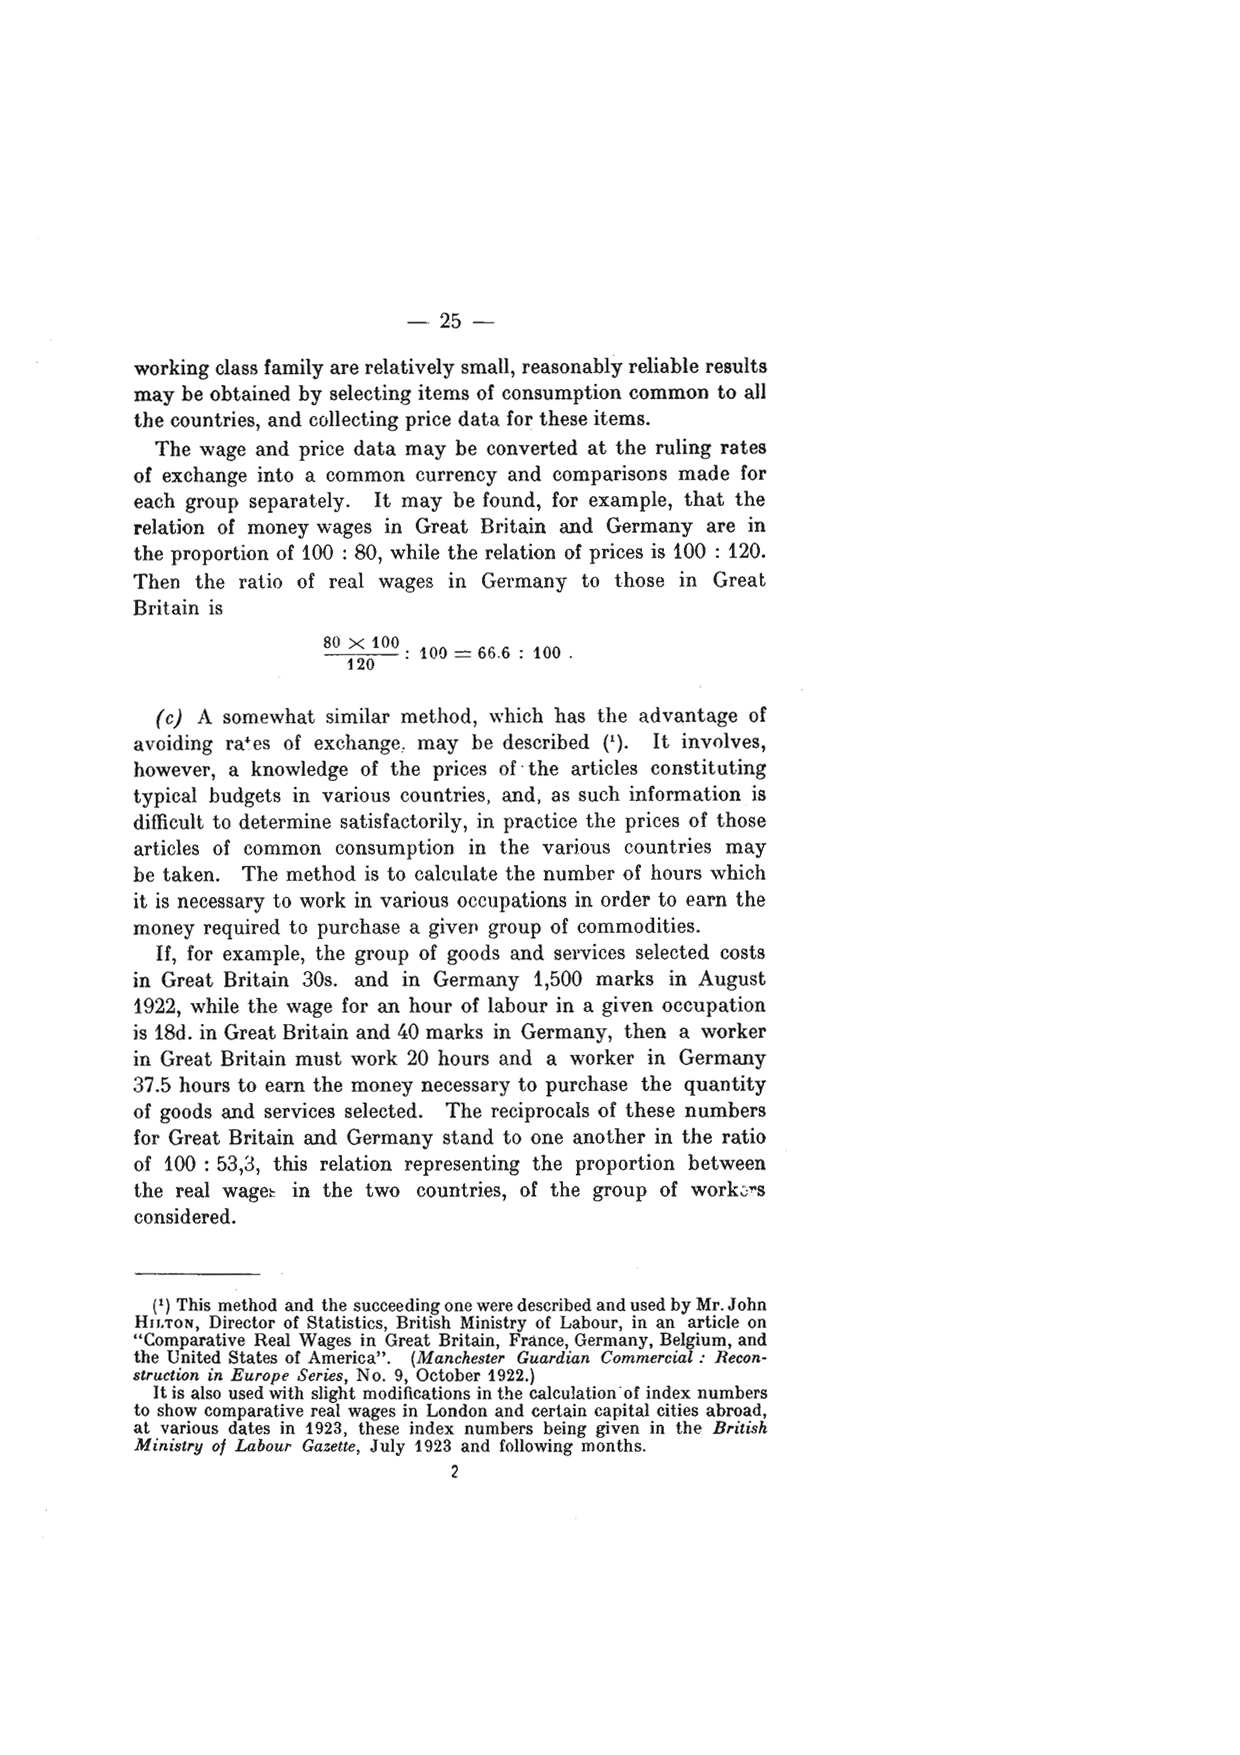 — 25 —
working class family are relatively small, reasonably reliable results
may be obtained by selecting items of consumption common to all
the countries, and collecting price data for these items.
The wage and price data may be converted at the ruling rates
of exchange into a common currency and comparisons made for
each group separately. It may be found, for example, that the
relation of money wages in Great Britain and Germany are in
the proportion of 100 : 80, while the relation of prices is 100 : 120.
Then the ratio of real wages in Germany to those in Great
Britain is
80 × 100
120
: 100 = 66.6 : 100 .
(c) A somewhat similar method, which has the advantage of
avoiding rates of exchange, may be described (¹). It involves,
however, a knowledge of the prices of the articles constituting
typical budgets in various countries, and, as such information is
difficult to determine satisfactorily, in practice the prices of those
articles of common consumption in the various countries may
be taken. The method is to calculate the number of hours which
it is necessary to work in various occupations in order to earn the
money required to purchase a given group of commodities.
If, for example, the group of goods and services selected costs
in Great Britain 30s. and in Germany 1,500 marks in August
1922, while the wage for an hour of labour in a given occupation
is 18d. in Great Britain and 40 marks in Germany, then a worker
in Great Britain must work 20 hours and a worker in Germany
37.5 hours to earn the money necessary to purchase the quantity
of goods and services selected. The reciprocals of these numbers
for Great Britain and Germany stand to one another in the ratio
of 100 : 53,3, this relation representing the proportion between
the real wages in the two countries, of the group of workers
considered.
(¹) This method and the succeeding one were described and used by Mr. John
HILTON, Director of Statistics, British Ministry of Labour, in an article on
“Comparative Real Wages in Great Britain, France, Germany, Belgium, and
the United States of America”. (Manchester Guardian Commercial : Recon-
struction in Europe Series, No. 9, October 1922.)
It is also used with slight modifications in the calculation of index numbers
to show comparative real wages in London and certain capital cities abroad,
at various dates in 1923, these index numbers being given in the British
Ministry of Labour Gazette, July 1923 and following months.
2